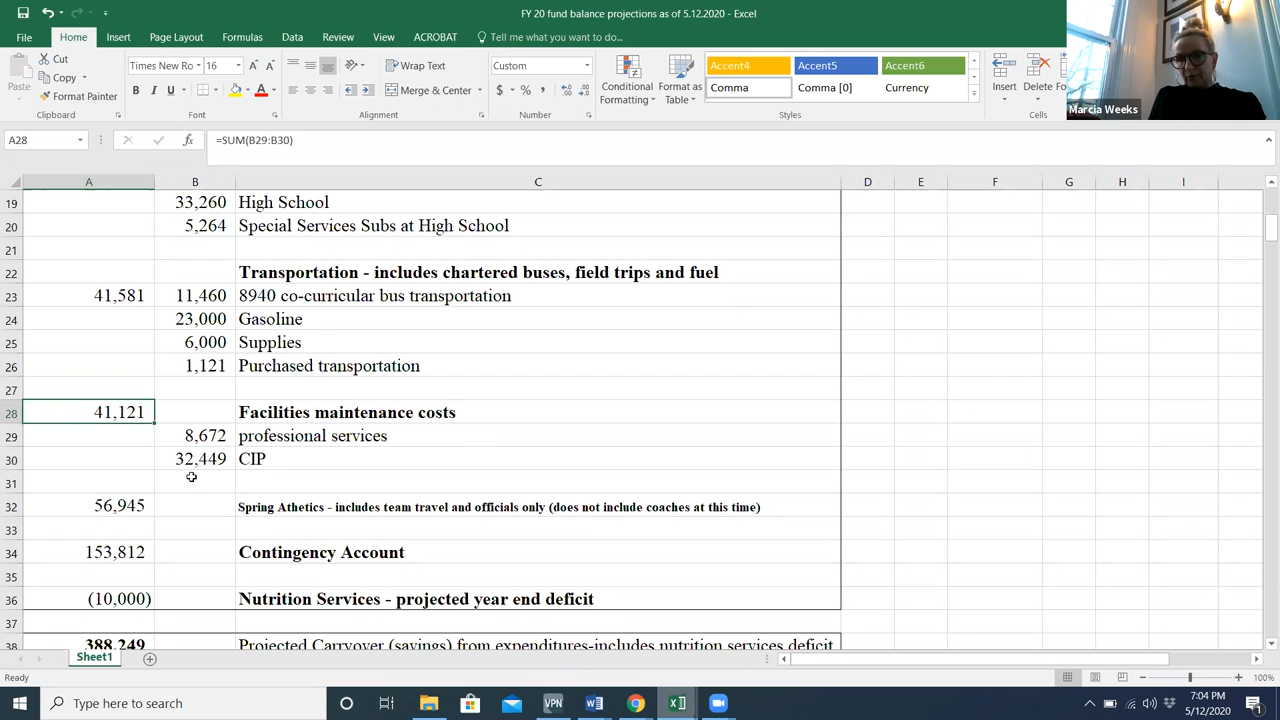 FY 20 fund balance projections as of 5.12.2020 - Excel
File Home Insert Page Layout Formulas Data Review View ACROBAT Tell me what you want to do...
Paste
Cut
Copy
Format Painter
Clipboard
Times New Ro 16
B I U
Font
Wrap Text
Merge & Center
Alignment
Custom
$ % ,
Number
Conditional Formatting
Format as Table
Accent4 Accent5 Accent6
Comma Comma [0] Currency
Styles
Insert Delete Fo
Cells
Marcia Weeks
A28 fx =SUM(B29:B30)
A B C D E F G H I
19 33,260 High School
20 5,264 Special Services Subs at High School
21
22 Transportation - includes chartered buses, field trips and fuel
23 41,581 11,460 8940 co-curricular bus transportation
24 23,000 Gasoline
25 6,000 Supplies
26 1,121 Purchased transportation
27
28 41,121 Facilities maintenance costs
29 8,672 professional services
30 32,449 CIP
31
32 56,945 Spring Athetics - includes team travel and officials only (does not include coaches at this time)
33
34 153,812 Contingency Account
35
36 (10,000) Nutrition Services - projected year end deficit
37
38 388,249 Projected Carryover (savings) from expenditures-includes nutrition services deficit
Sheet1
Ready 100%
Type here to search
VPN
7:04 PM
5/12/2020